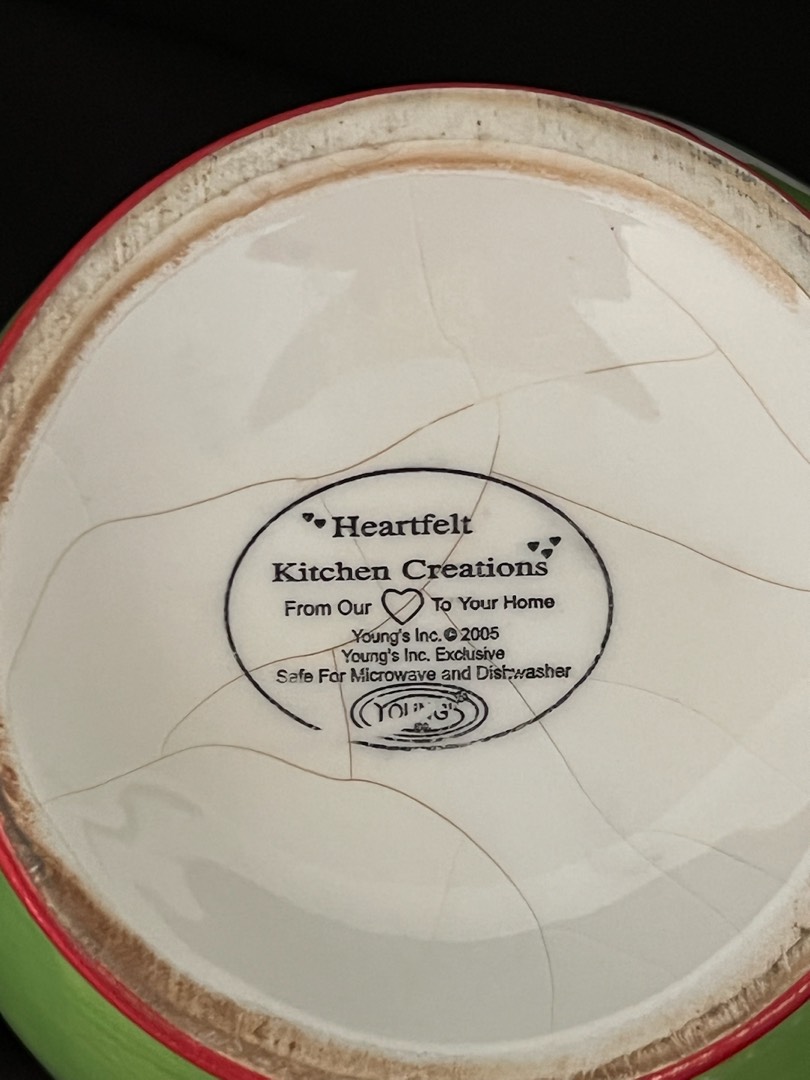 Heartfelt
Kitchen Creations
From Our To Your Home
Young's Inc.© 2005
Young's Inc. Exclusive
Safe For Microwave and Dishwasher
YOUNG'S